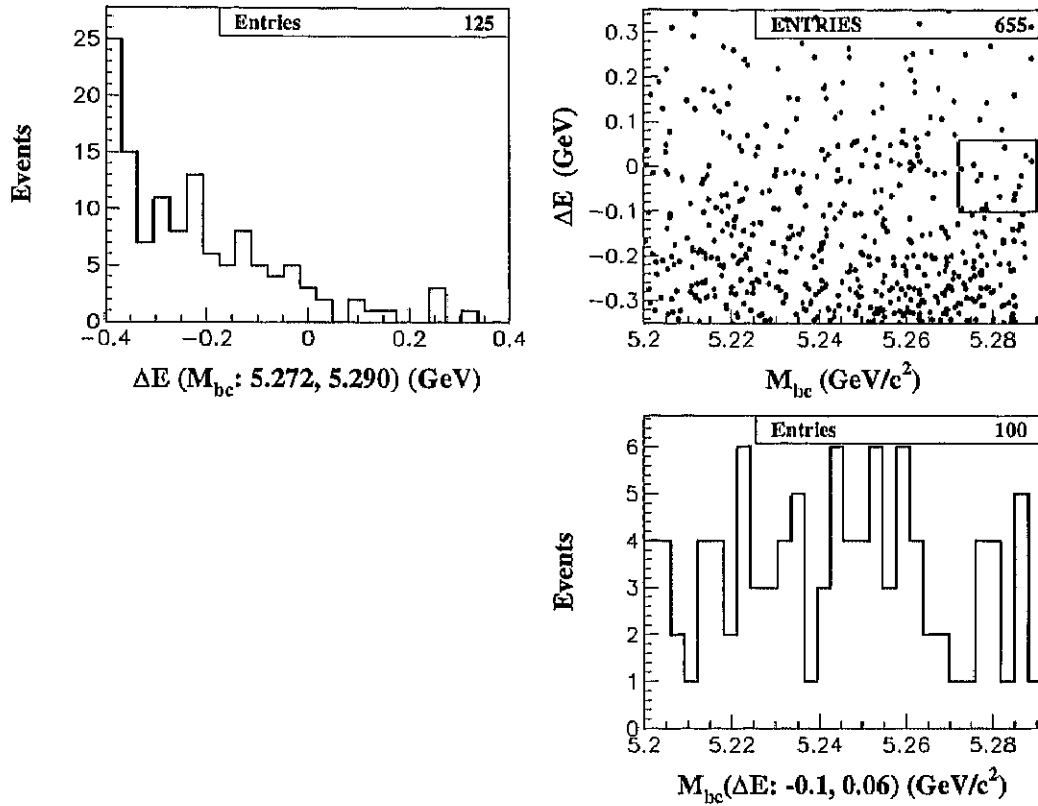 Entries 125
25
20
15
10
5
0
-0.4 -0.2 0 0.2 0.4
Events
ΔE (M_bc: 5.272, 5.290) (GeV)
ENTRIES 655
0.3
0.2
0.1
0
-0.1
-0.2
-0.3
5.2 5.22 5.24 5.26 5.28
ΔE (GeV)
M_bc (GeV/c²)
Entries 100
6
5
4
3
2
1
0
5.2 5.22 5.24 5.26 5.28
Events
M_bc(ΔE: -0.1, 0.06) (GeV/c²)